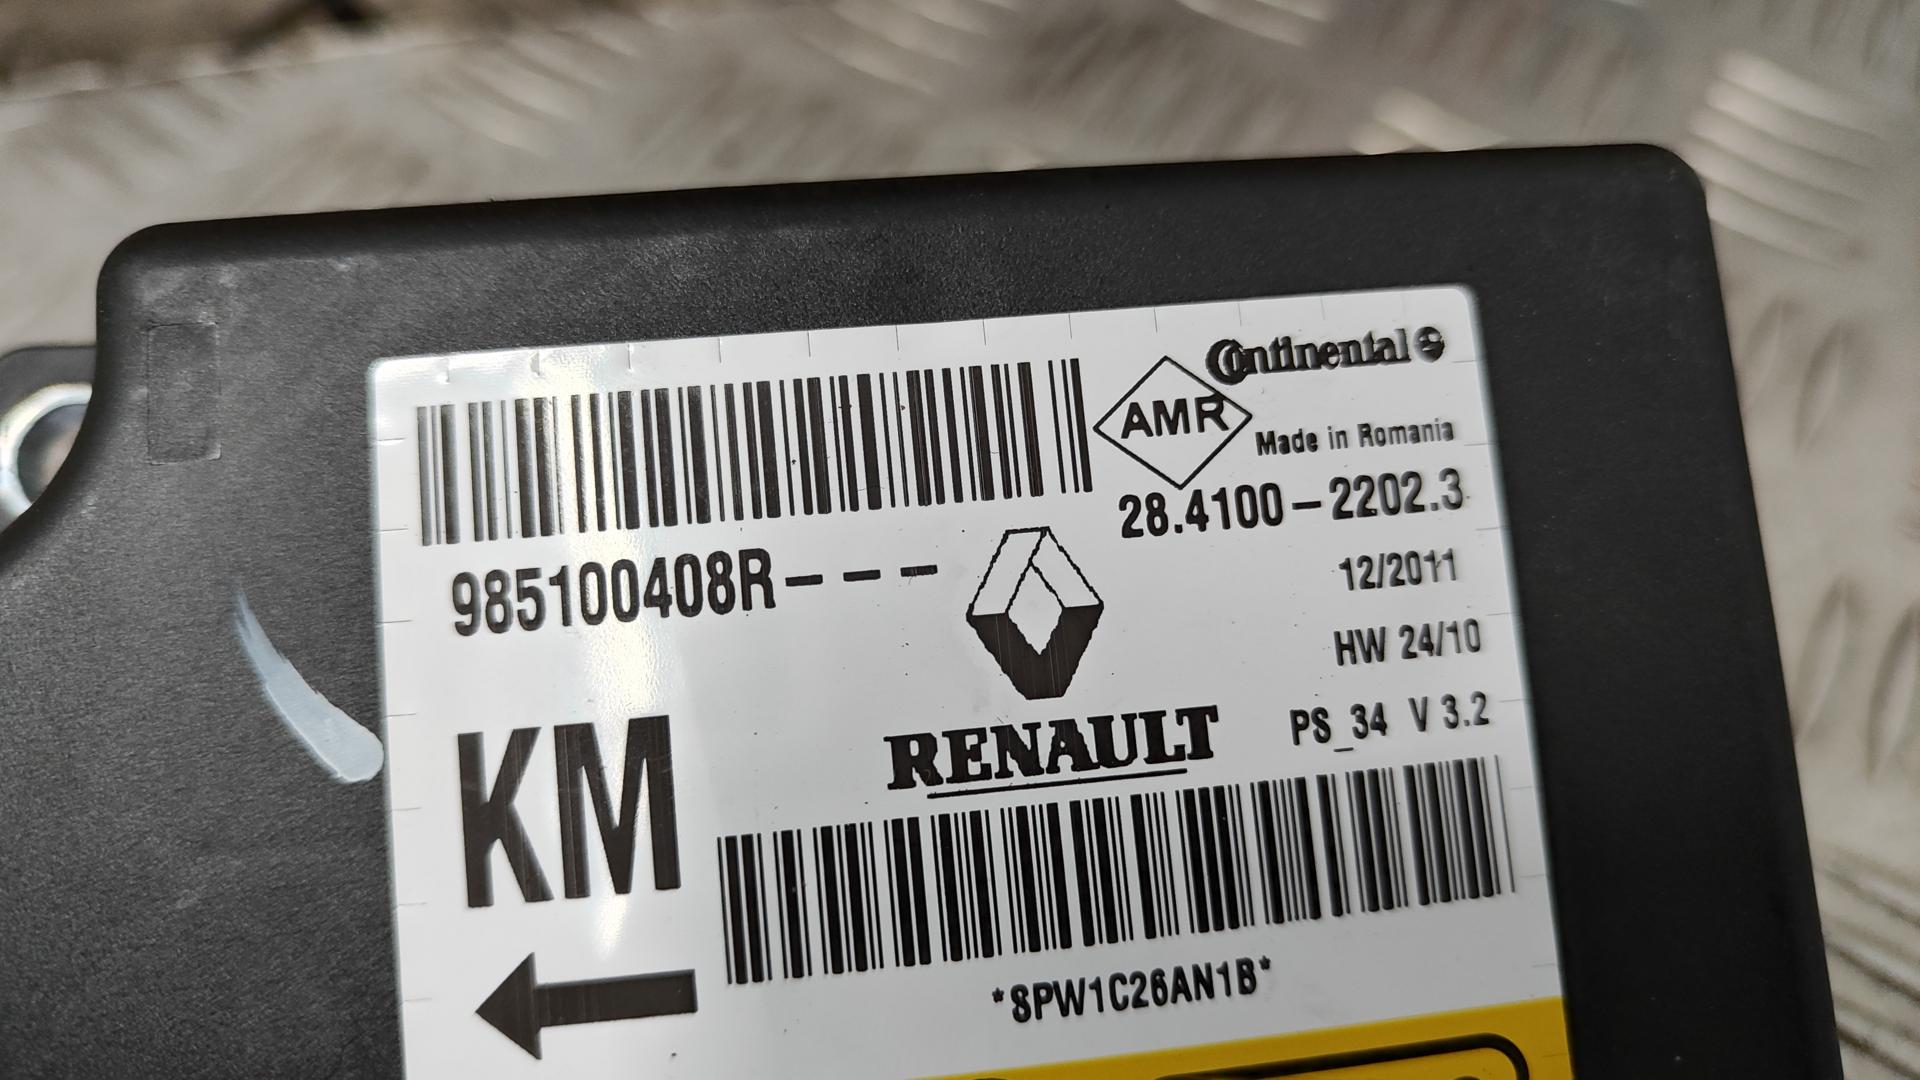 Continental
AMR
Made in Romania
28.4100-2202.3
985100408R---
12/2011
HW 24/10
PS_34 V 3.2
RENAULT
KM
*8PW1C26AN1B*